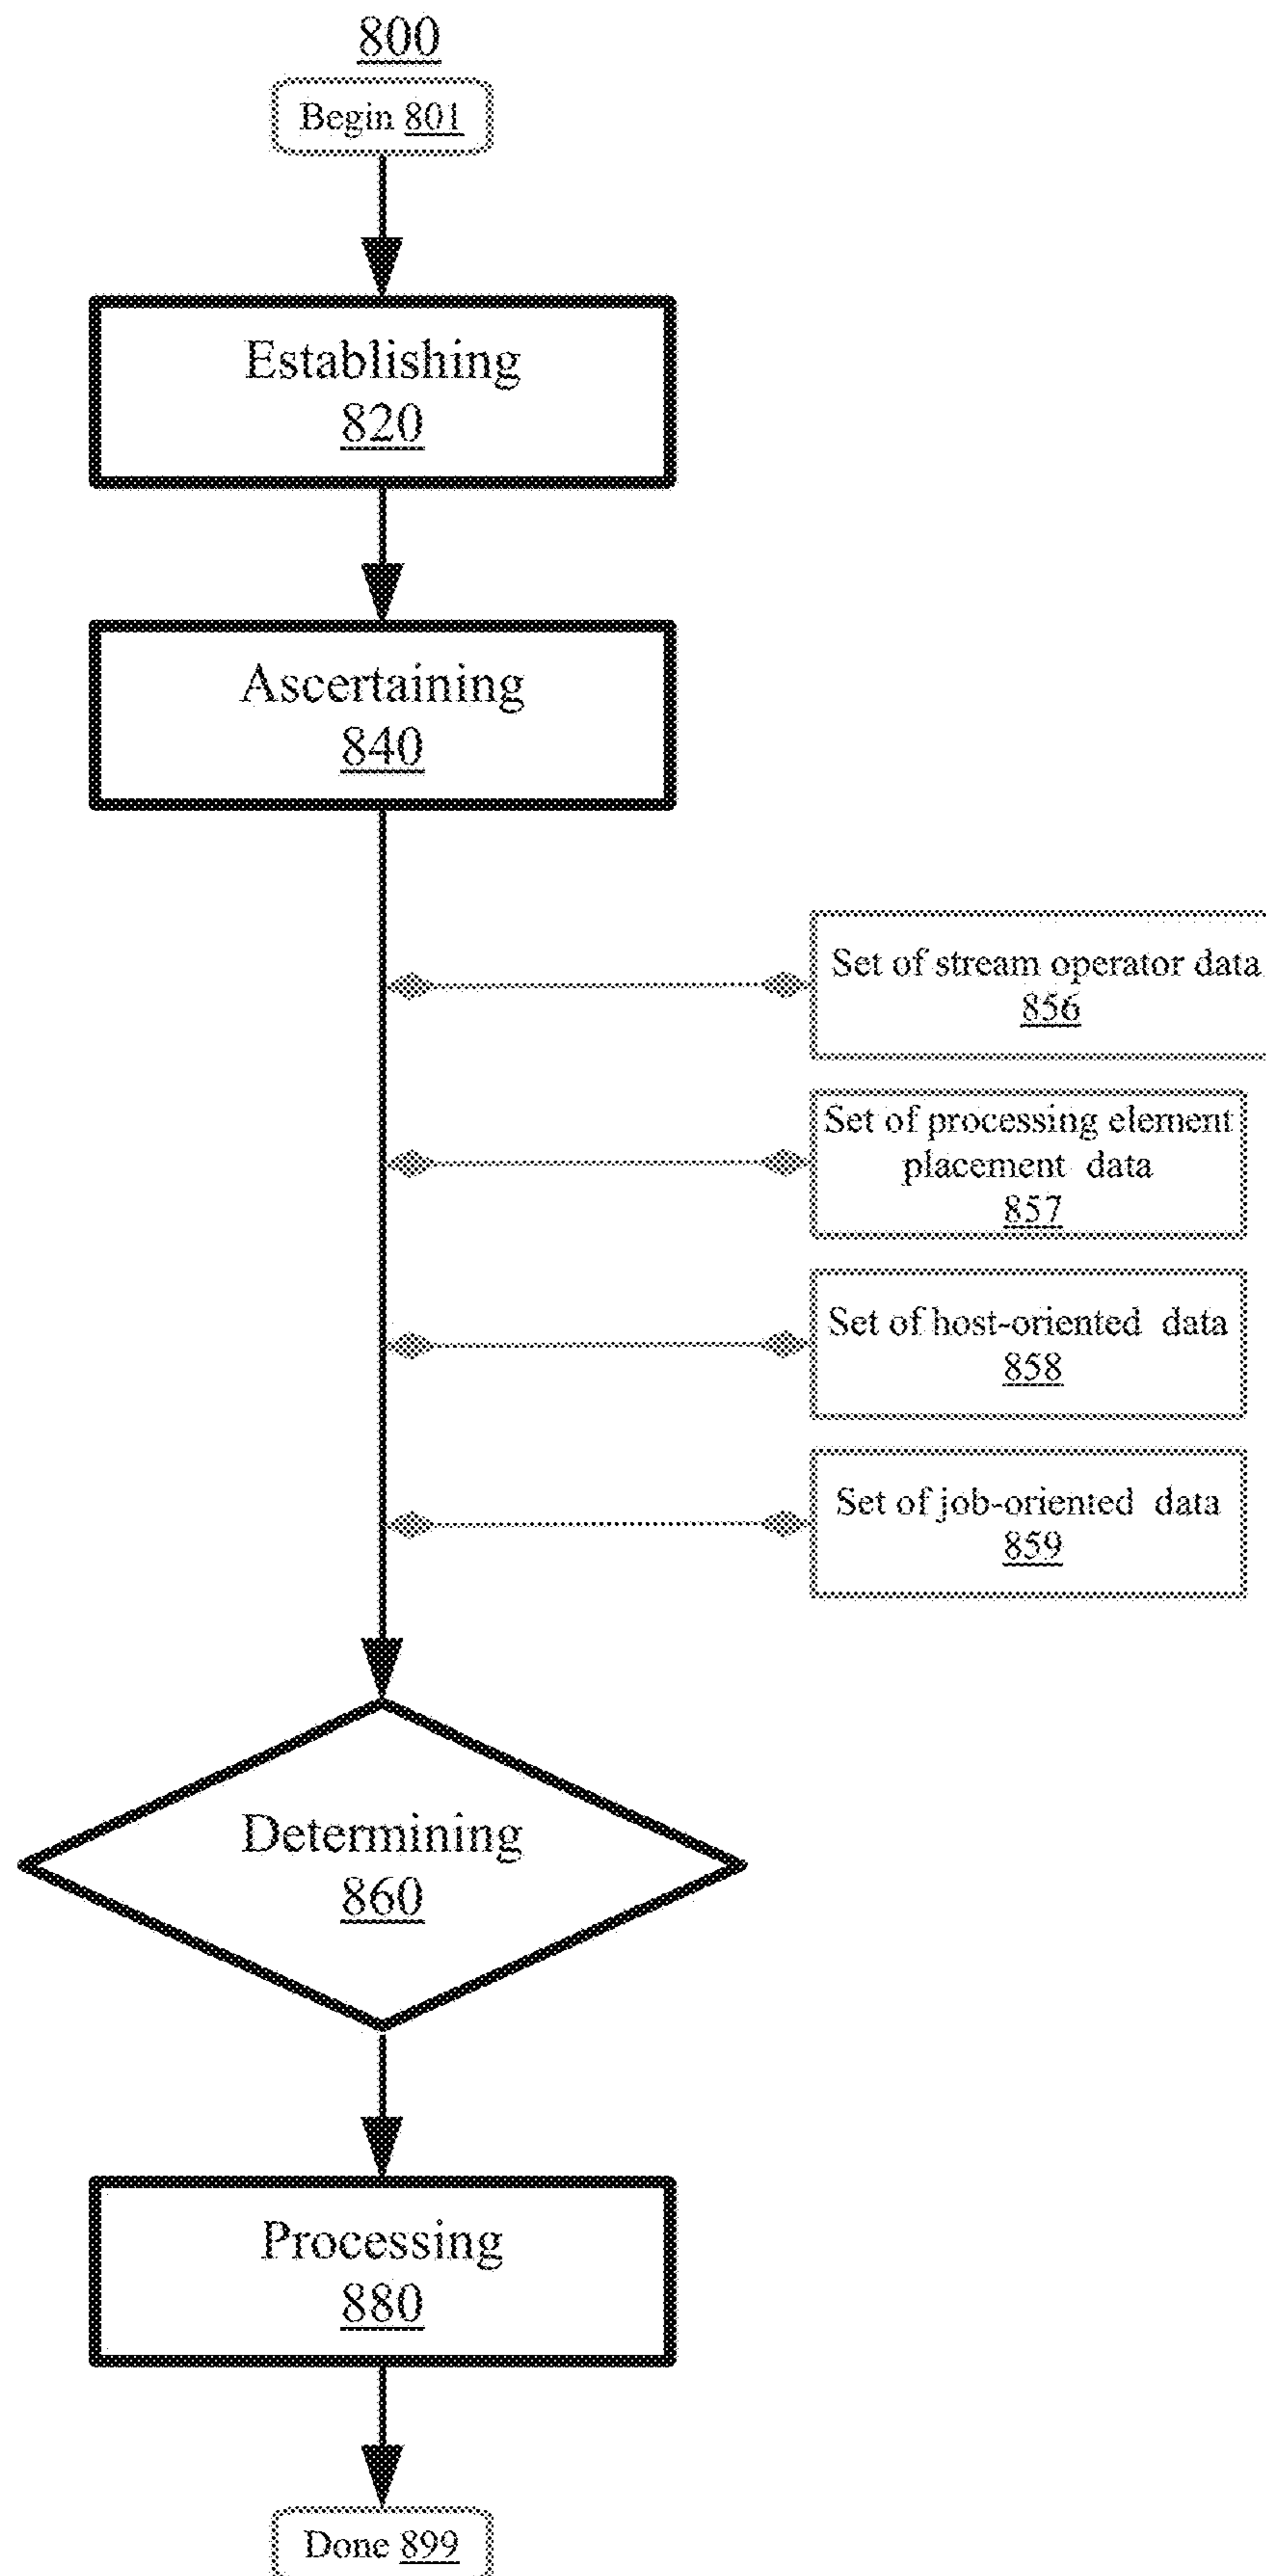 800
Begin 801
Establishing
820
Ascertaining
840
Set of stream operator data
856
Set of processing element
placement data
857
Set of host-oriented data
858
Set of job-oriented data
859
Determining
860
Processing
880
Done 899